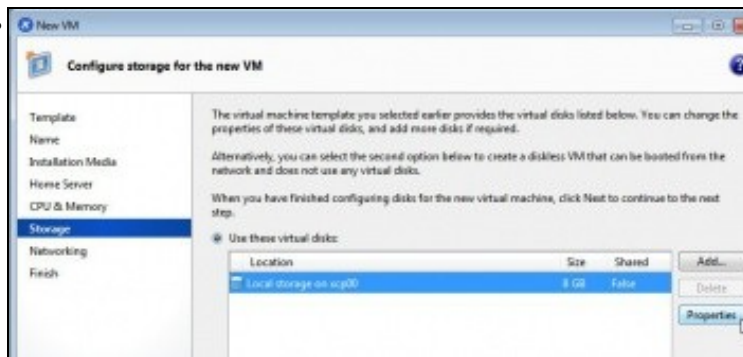 New VM
Configure storage for the new VM
Template
Name
Installation Media
Home Server
CPU & Memory
Storage
Networking
Finish
The virtual machine template you selected earlier provides the virtual disks listed below. You can change the
properties of these virtual disks, and add more disks if required.
Alternatively, you can select the second option below to create a diskless VM that can be booted from the
network and does not use any virtual disks.
When you have finished configuring disks for the new virtual machine, click Next to continue to the next
step.
Use these virtual disks:
Location Size Shared
Local storage on xcp00 8 GB False
Add...
Delete
Properties